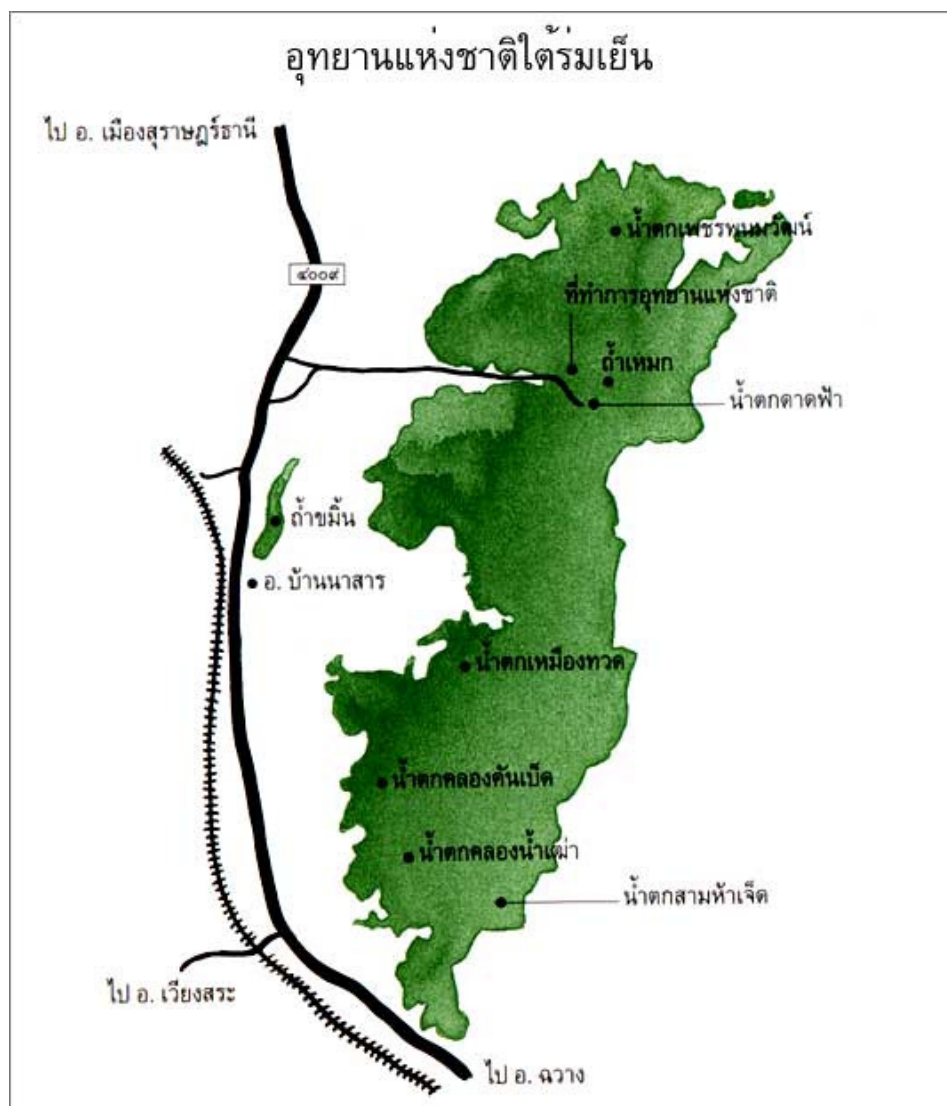 อุทยานแห่งชาติใต้ร่มเย็น
ไป อ. เมืองสุราษฎร์ธานี
น้ำตกเพชรพนมวัฒน์
๔๐๐๙
ที่ทำการอุทยานแห่งชาติ
ถ้ำเหมก
น้ำตกดาดฟ้า
ถ้ำขมิ้น
อ. บ้านนาสาร
น้ำตกเหมืองทวด
น้ำตกคลองตันเบ็ด
น้ำตกคลองน้ำเฒ่า
น้ำตกสามห้าเจ็ด
ไป อ. เวียงสระ
ไป อ. ฉวาง